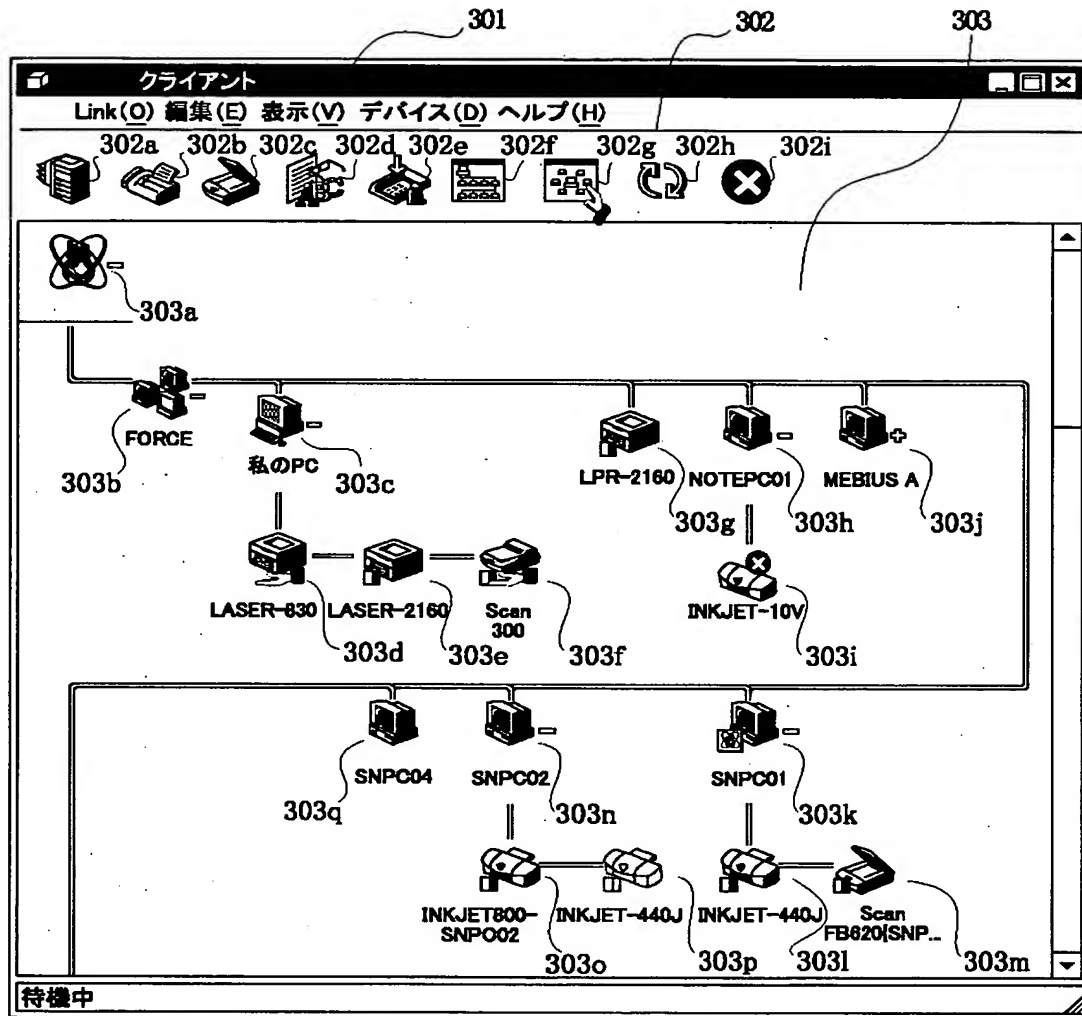 301 302 303
クライアント
Link(O) 編集(E) 表示(V) デバイス(D) ヘルプ(H)
302a 302b 302c 302d 302e 302f 302g 302h 302i
303a
FORCE
私のPC
LPR-2160
NOTEPC01
MEBIUS A
303b 303c 303g 303h 303j
LASER-830 LASER-2160 Scan 300
INKJET-10V
303d 303e 303f 303i
SNPC04 SNPC02 SNPC01
303q 303n 303k
INKJET800-SNPC02
INKJET-440J
INKJET-440J
Scan FB620[SNP...
303o 303p 303l 303m
待機中